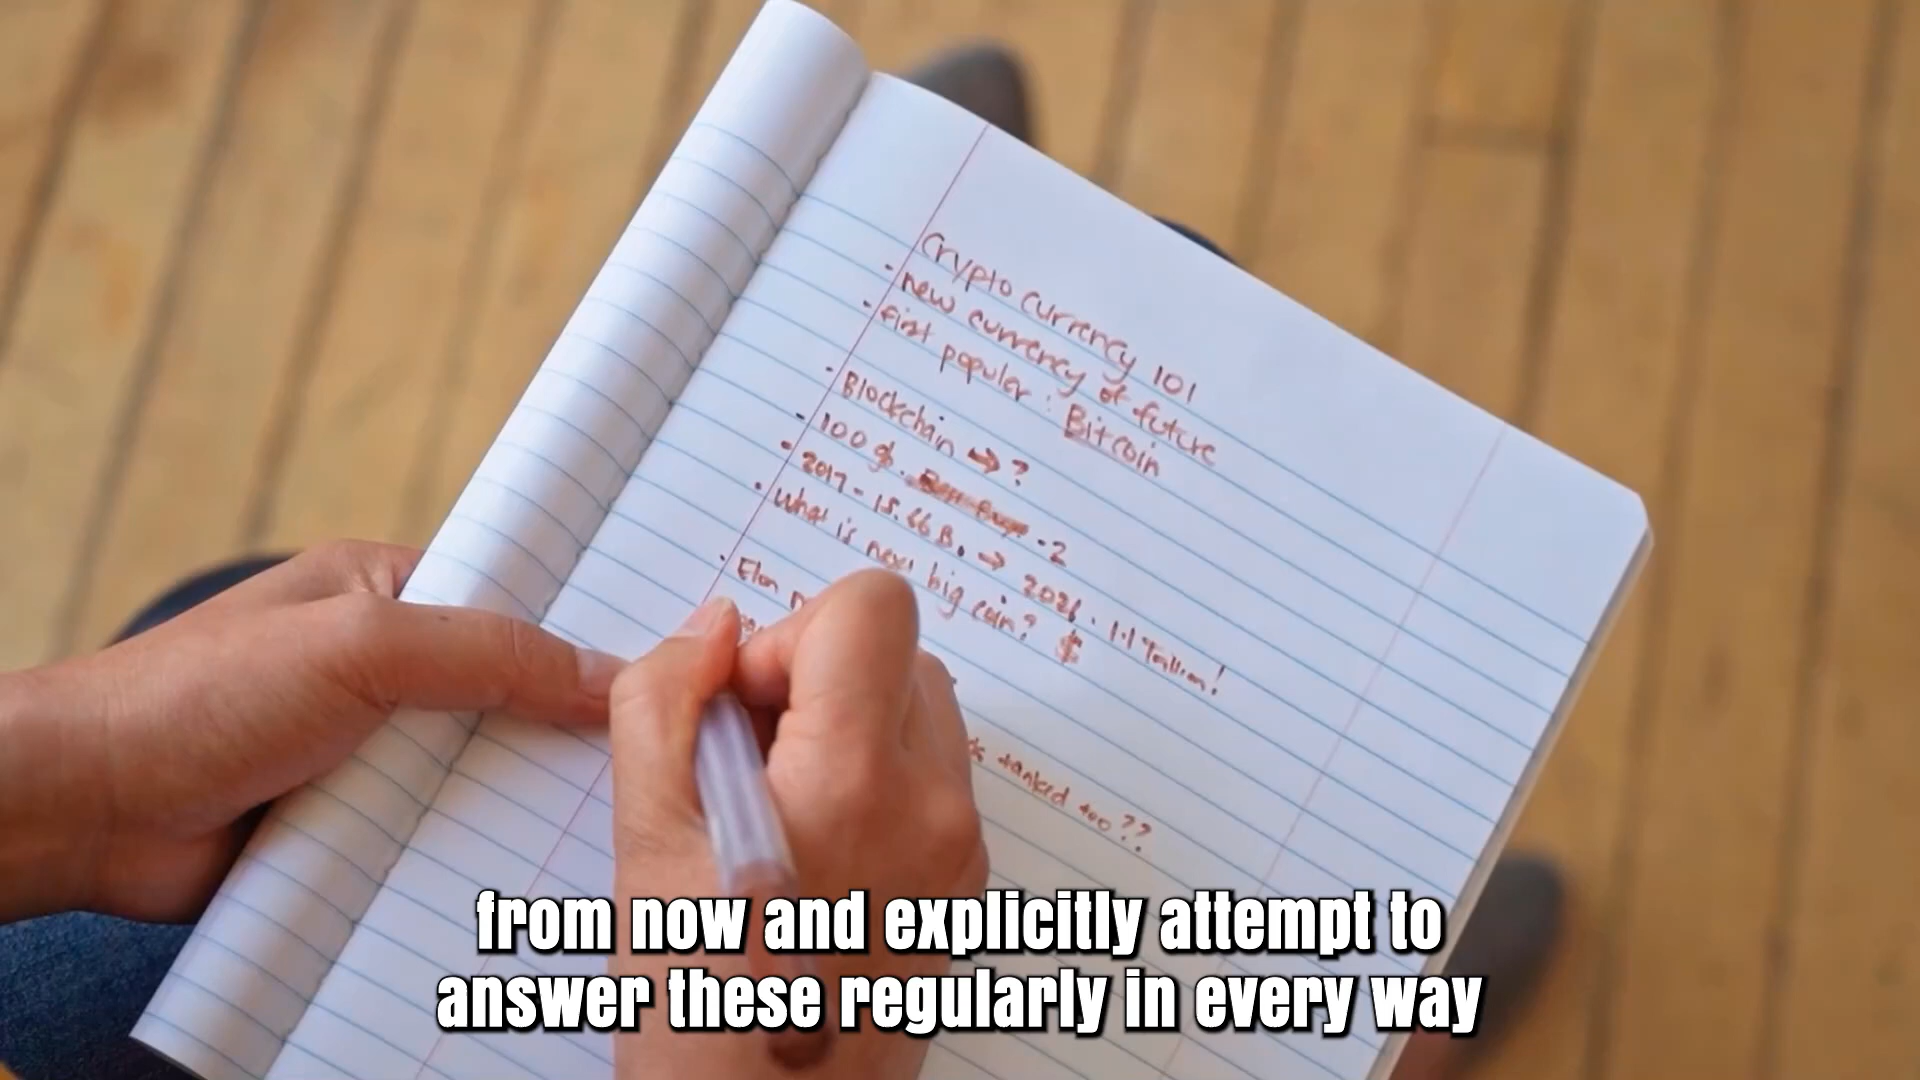 Crypto currency 101
- new currency of future
- first popular : Bitcoin
- Blockchain → ?
- 100 $. - 2
- 2017 - 15.66 B. → 2021. 1.1 Trillion!
- What is next big coin? $
- Elon
tanked too??
from now and explicitly attempt to
answer these regularly in every way